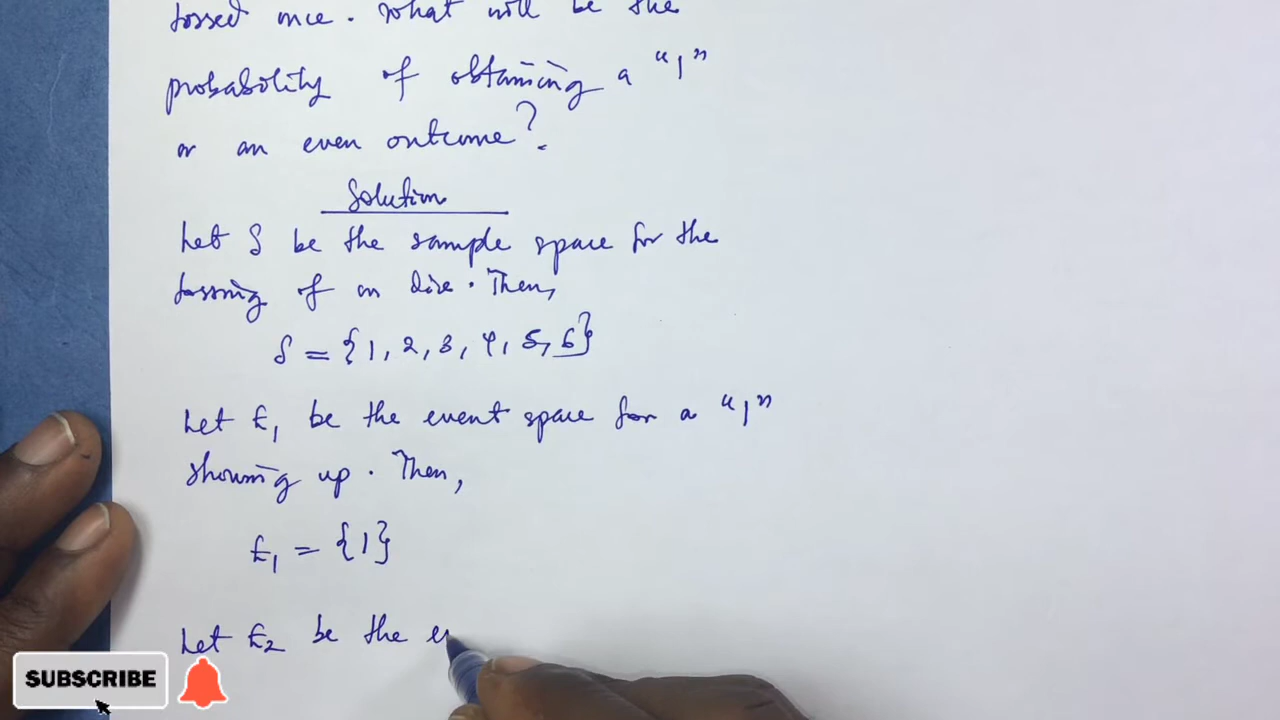 tossed once. What will be the
probability of obtaining a "1"
or an even outcome?
Solution
Let S be the sample space for the
tossing of an dice. Then,
S = {1, 2, 3, 4, 5, 6}
Let E₁ be the event space for a "1"
showing up. Then,
E₁ = {1}
Let E₂ be the e
SUBSCRIBE